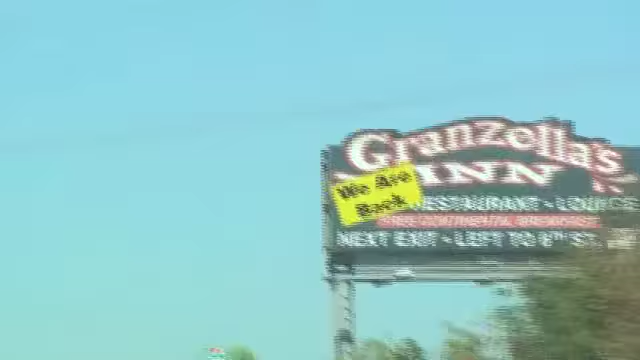 Granzella's
INN
We Are
Back
RESTAURANT - LOUNGE
FREE CONTINENTAL BREAKFAST
NEXT EXIT - LEFT TO 6TH ST.